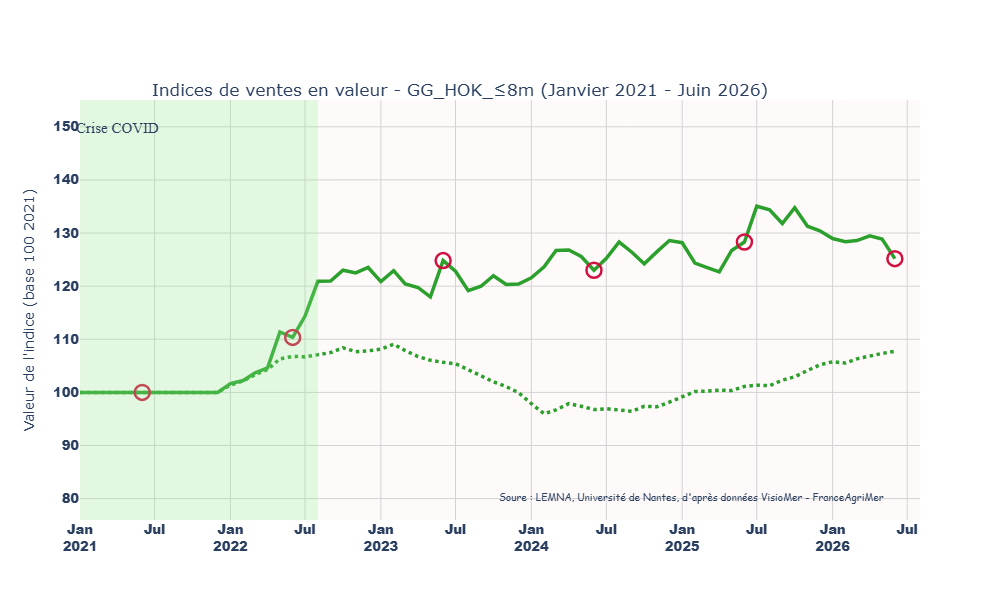 Indices de ventes en valeur - GG_HOK_≤8m (Janvier 2021 - Juin 2026)
Crise COVID
Valeur de l'indice (base 100 2021)
150
140
130
120
110
100
90
80
Soure : LEMNA, Université de Nantes, d'après données VisioMer - FranceAgriMer
Jan Jul Jan Jul Jan Jul Jan Jul Jan Jul Jan Jul
2021 2022 2023 2024 2025 2026